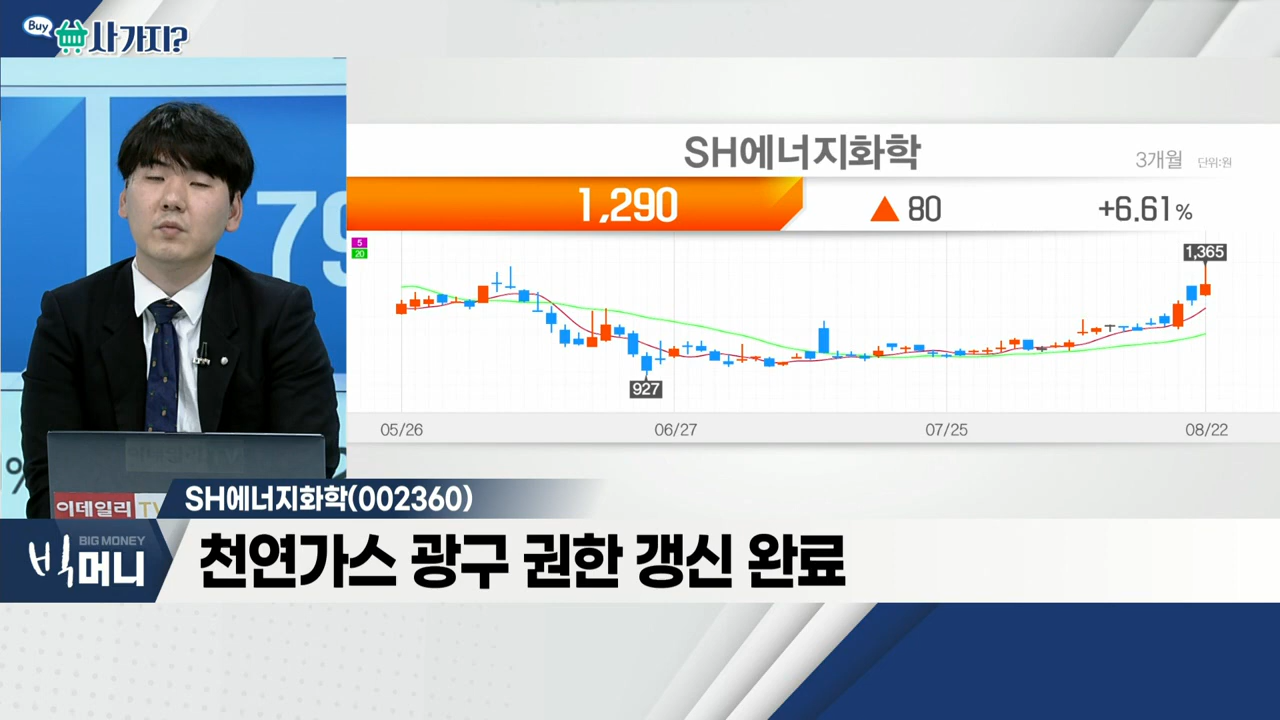 Buy 사가지?
79
SH에너지화학
3개월 단위:원
1,290 ▲ 80 +6.61%
5
20
1,365
927
05/26 06/27 07/25 08/22
%
이데일리 TV
SH에너지화학(002360)
BIG MONEY
빅머니
천연가스 광구 권한 갱신 완료